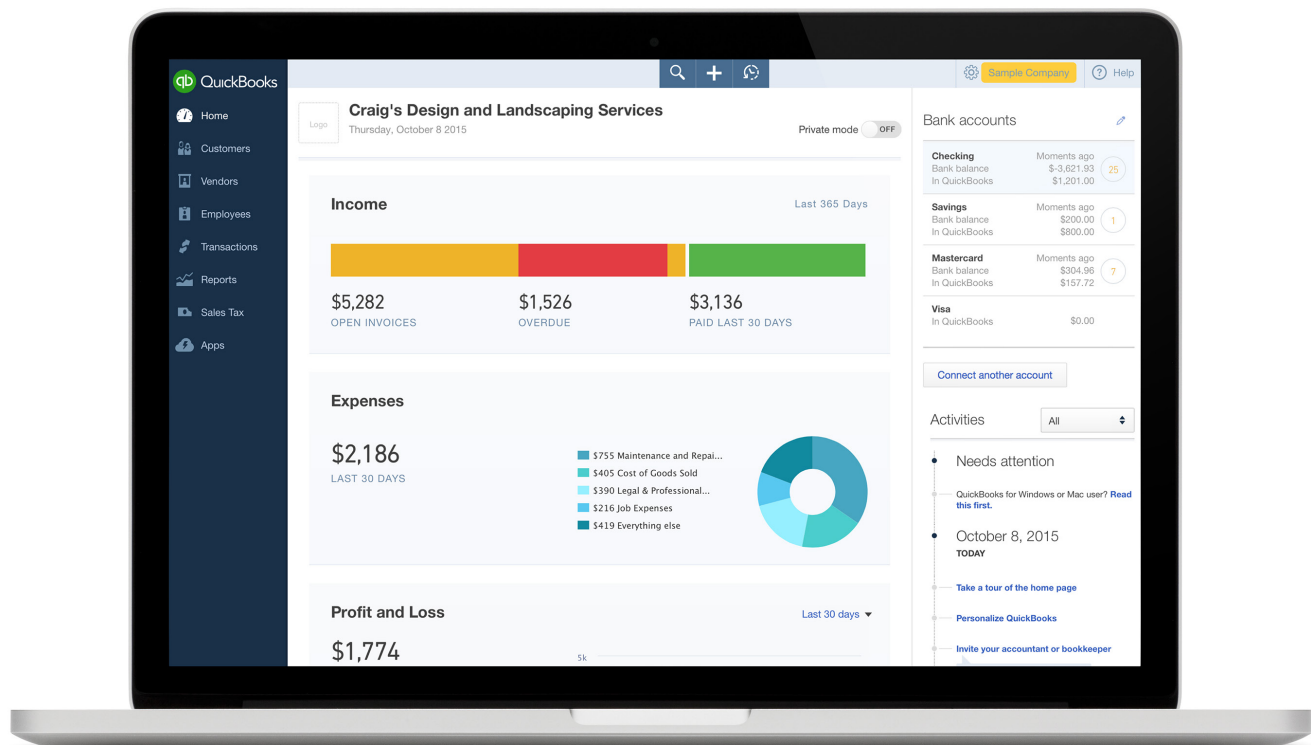 qb QuickBooks
Home
Customers
Vendors
Employees
Transactions
Reports
Sales Tax
Apps
Sample Company
? Help
Logo
Craig's Design and Landscaping Services
Thursday, October 8 2015
Private mode OFF
Income
Last 365 Days
$5,282
OPEN INVOICES
$1,526
OVERDUE
$3,136
PAID LAST 30 DAYS
Expenses
$2,186
LAST 30 DAYS
$755 Maintenance and Repai...
$405 Cost of Goods Sold
$390 Legal & Professional...
$216 Job Expenses
$419 Everything else
Profit and Loss
Last 30 days
$1,774
5k
Bank accounts
Checking Moments ago
Bank balance $-3,621.93
In QuickBooks $1,201.00
25
Savings Moments ago
Bank balance $200.00
In QuickBooks $800.00
1
Mastercard Moments ago
Bank balance $304.96
In QuickBooks $157.72
7
Visa
In QuickBooks $0.00
Connect another account
Activities All
Needs attention
QuickBooks for Windows or Mac user? Read
this first.
October 8, 2015
TODAY
Take a tour of the home page
Personalize QuickBooks
Invite your accountant or bookkeeper